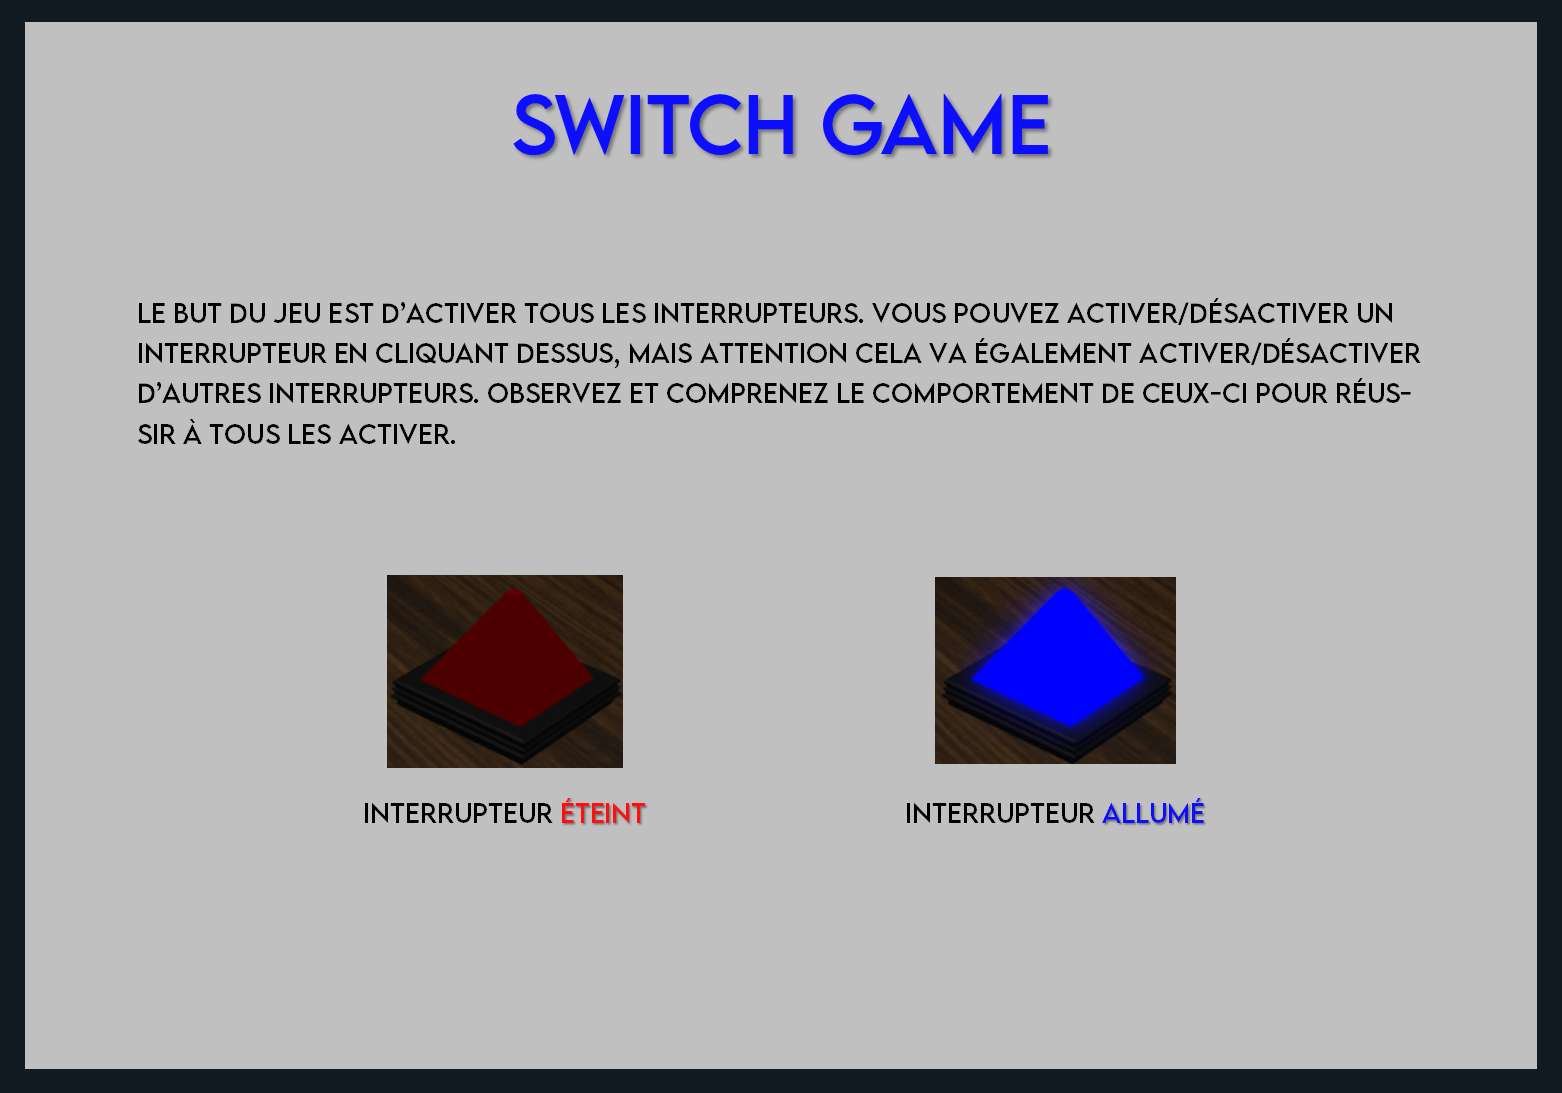 SWITCH GAME
LE BUT DU JEU EST D'ACTIVER TOUS LES INTERRUPTEURS. VOUS POUVEZ ACTIVER/DÉSACTIVER UN
INTERRUPTEUR EN CLIQUANT DESSUS, MAIS ATTENTION CELA VA ÉGALEMENT ACTIVER/DÉSACTIVER
D'AUTRES INTERRUPTEURS. OBSERVEZ ET COMPRENEZ LE COMPORTEMENT DE CEUX-CI POUR RÉUS-
SIR À TOUS LES ACTIVER.
INTERRUPTEUR ÉTEINT
INTERRUPTEUR ALLUMÉ